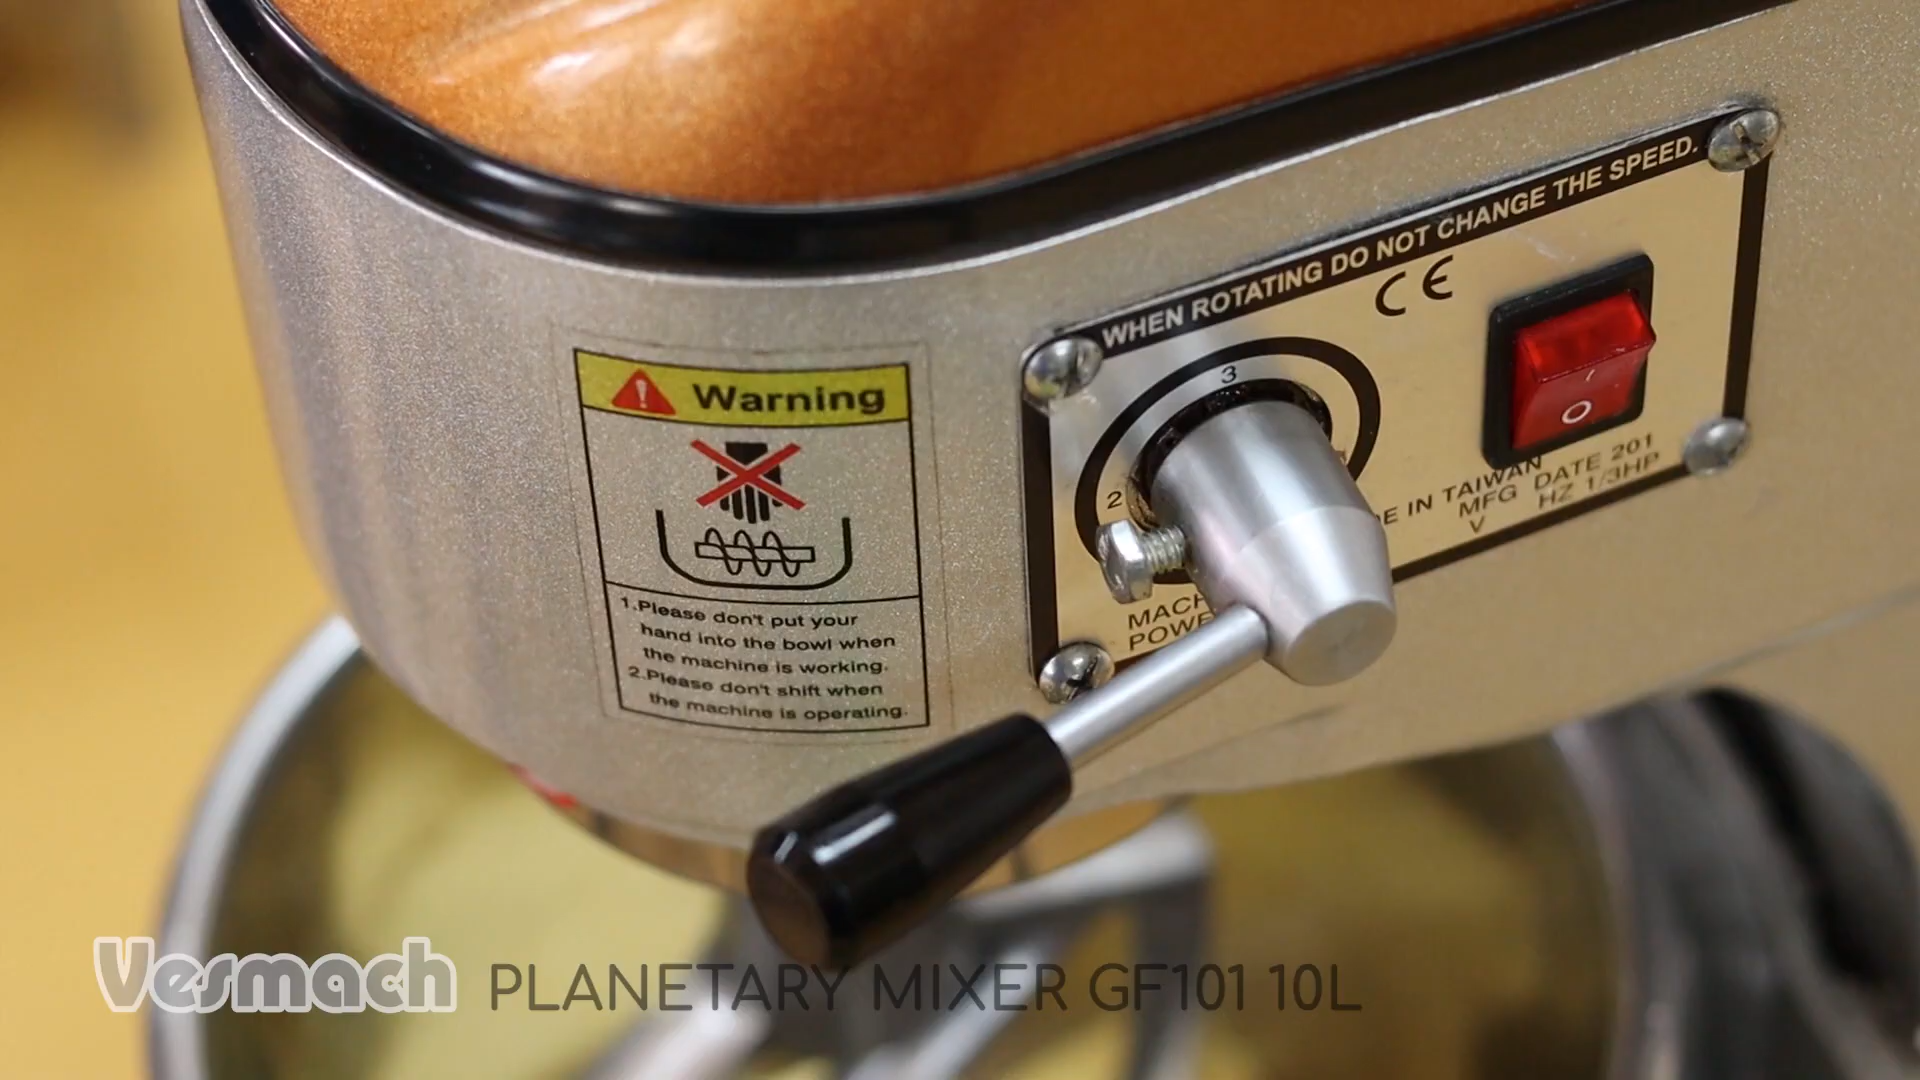 WHEN ROTATING DO NOT CHANGE THE SPEED.
CE
3
2
Warning
1.Please don't put your
hand into the bowl when
the machine is working.
2.Please don't shift when
the machine is operating.
IN TAIWAN
MFG DATE 201
V HZ 1/3HP
Vesmach PLANETARY MIXER GF101 10L